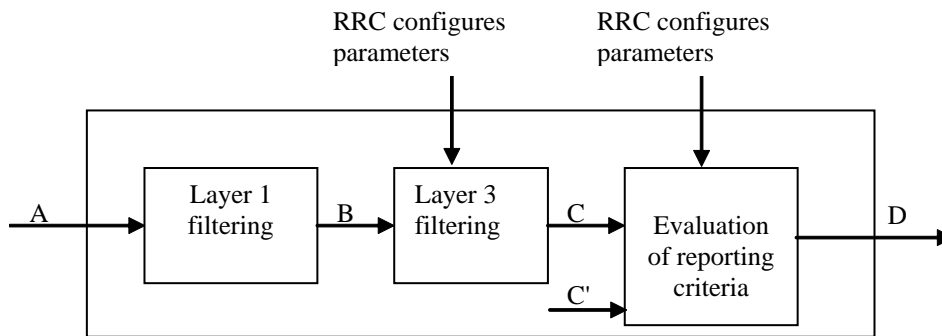 RRC configures
parameters
RRC configures
parameters
Layer 1
filtering
Layer 3
filtering
Evaluation
of reporting
criteria
A
B
C
C'
D